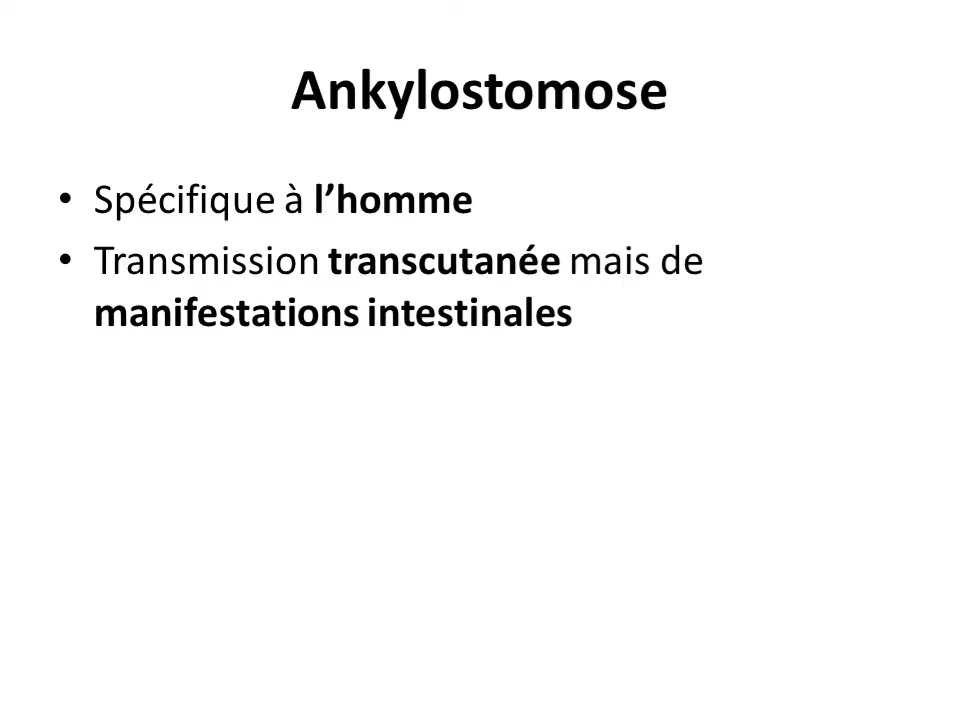 Ankylostomose
• Spécifique à l’homme
• Transmission transcutanée mais de
manifestations intestinales